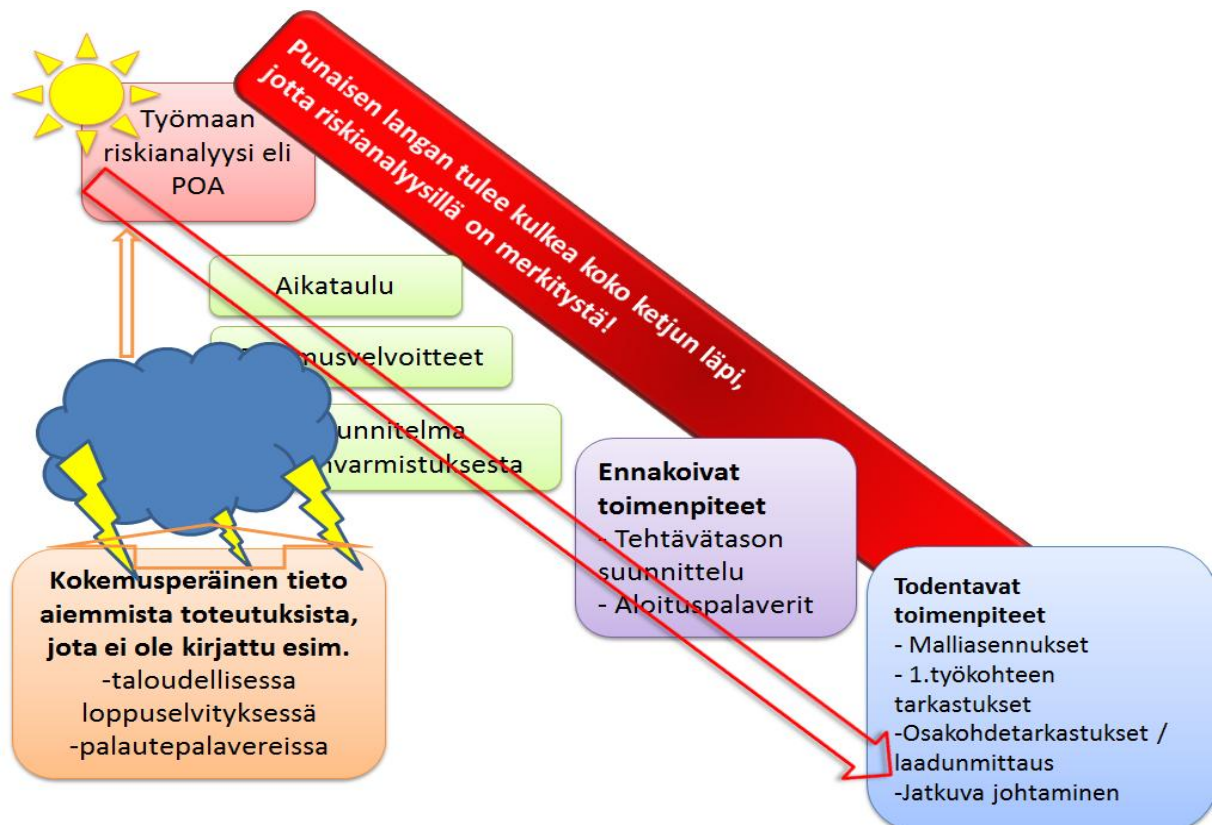 Työmaan
riskianalyysi eli
POA
Punaisen langan tulee kulkea koko ketjun läpi,
jotta riskianalyysillä on merkitystä!
Aikataulu
musvelvoitteet
unnitelma
nvarmistuksesta
Ennakoivat
toimenpiteet
- Tehtävätason
suunnittelu
- Aloituspalaverit
Todentavat
toimenpiteet
- Malliasennukset
- 1.työkohteen
tarkastukset
-Osakohdetarkastukset /
laadunmittaus
-Jatkuva johtaminen
Kokemusperäinen tieto
aiemmista toteutuksista,
jota ei ole kirjattu esim.
-taloudellisessa
loppuselvityksessä
-palautepalavereissa